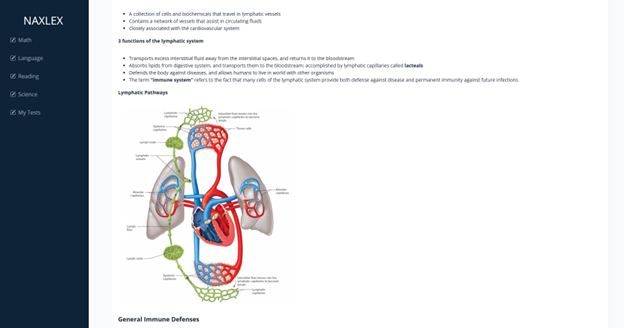 NAXLEX
Math
Language
Reading
Science
My Tests
A collection of cells and biochemicals that travel in lymphatic vessels
Contains a network of vessels that assist in circulating fluids
Closely associated with the cardiovascular system
3 functions of the lymphatic system
Transports excess interstitial fluid away from the interstitial spaces, and returns it to the bloodstream
Absorbs lipids from digestive system, and transports them to the bloodstream; accomplished by lymphatic capillaries called lacteals
Defends the body against diseases, and allows humans to live in world with other organisms
The term "immune system" refers to the fact that many cells of the lymphatic system provide both defense against disease and permanent immunity against future infections
Lymphatic Pathways
Interstitial fluid moves into
the lymphatic capillaries to become
lymph
Systemic
capillaries
Tissue cells
Lymph node
Lymphatic
Alveolar
capillaries
Alveolar
capillaries
Lymph
flow
Lymph node
Systemic
capillaries
Interstitial fluid moves into
the lymphatic capillaries to become
lymph
Lymphatic
capillaries
General Immune Defenses